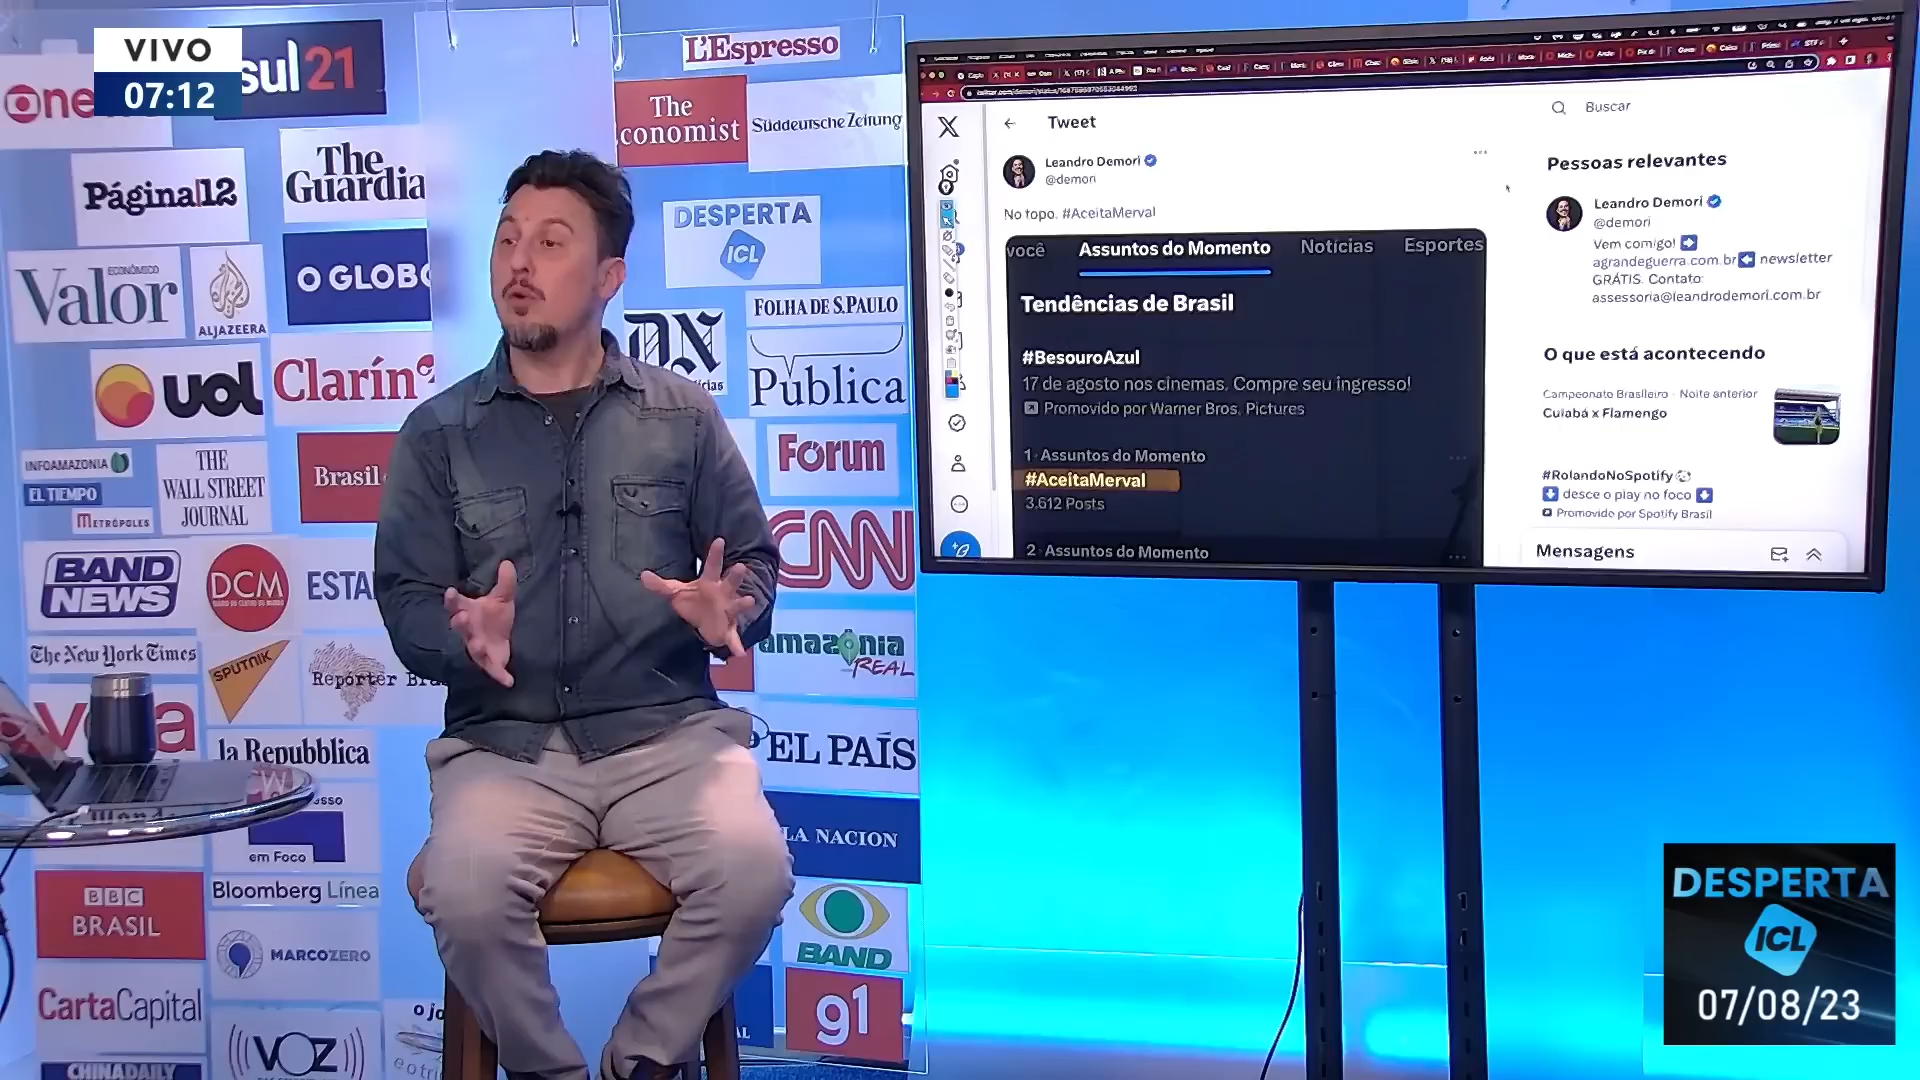 VIVO
07:12
sul21
L'Espresso
The
conomist
Süddeutsche Zeitung
one
Página12
The
Guardia
DESPERTA
ICL
Valor
ECONÔMICO
ALJAZEERA
O GLOBO
FOLHA DE S.PAULO
DN
Pública
uol
Clarín
INFOAMAZONIA
EL TIEMPO
METRÓPOLES
THE
WALL STREET
JOURNAL
Brasil
Fórum
CNN
BAND
NEWS
DCM
ESTA
The New York Times
SPUTNIK
Repórter Bra
amazônia
REAL
la Repubblica
EL PAÍS
LA NACION
em Foco
BBC
BRASIL
Bloomberg Línea
MARCOZERO
BAND
g1
CartaCapital
VOZ
o jo
CHINADAILY
Tweet
Leandro Demori
@demori
No topo. #AceitaMerval
você Assuntos do Momento Notícias Esportes
Tendências de Brasil
#BesouroAzul
17 de agosto nos cinemas. Compre seu ingresso!
Promovido por Warner Bros. Pictures
1 · Assuntos do Momento
#AceitaMerval
3.612 Posts
2 · Assuntos do Momento
Buscar
Pessoas relevantes
Leandro Demori
@demori
Vem comigo!
agrandeguerra.com.br newsletter
GRÁTIS. Contato:
assessoria@leandrodemori.com.br
O que está acontecendo
Campeonato Brasileiro · Noite anterior
Cuiabá x Flamengo
#RolandoNoSpotify
desce o play no foco
Promovido por Spotify Brasil
Mensagens
DESPERTA
ICL
07/08/23